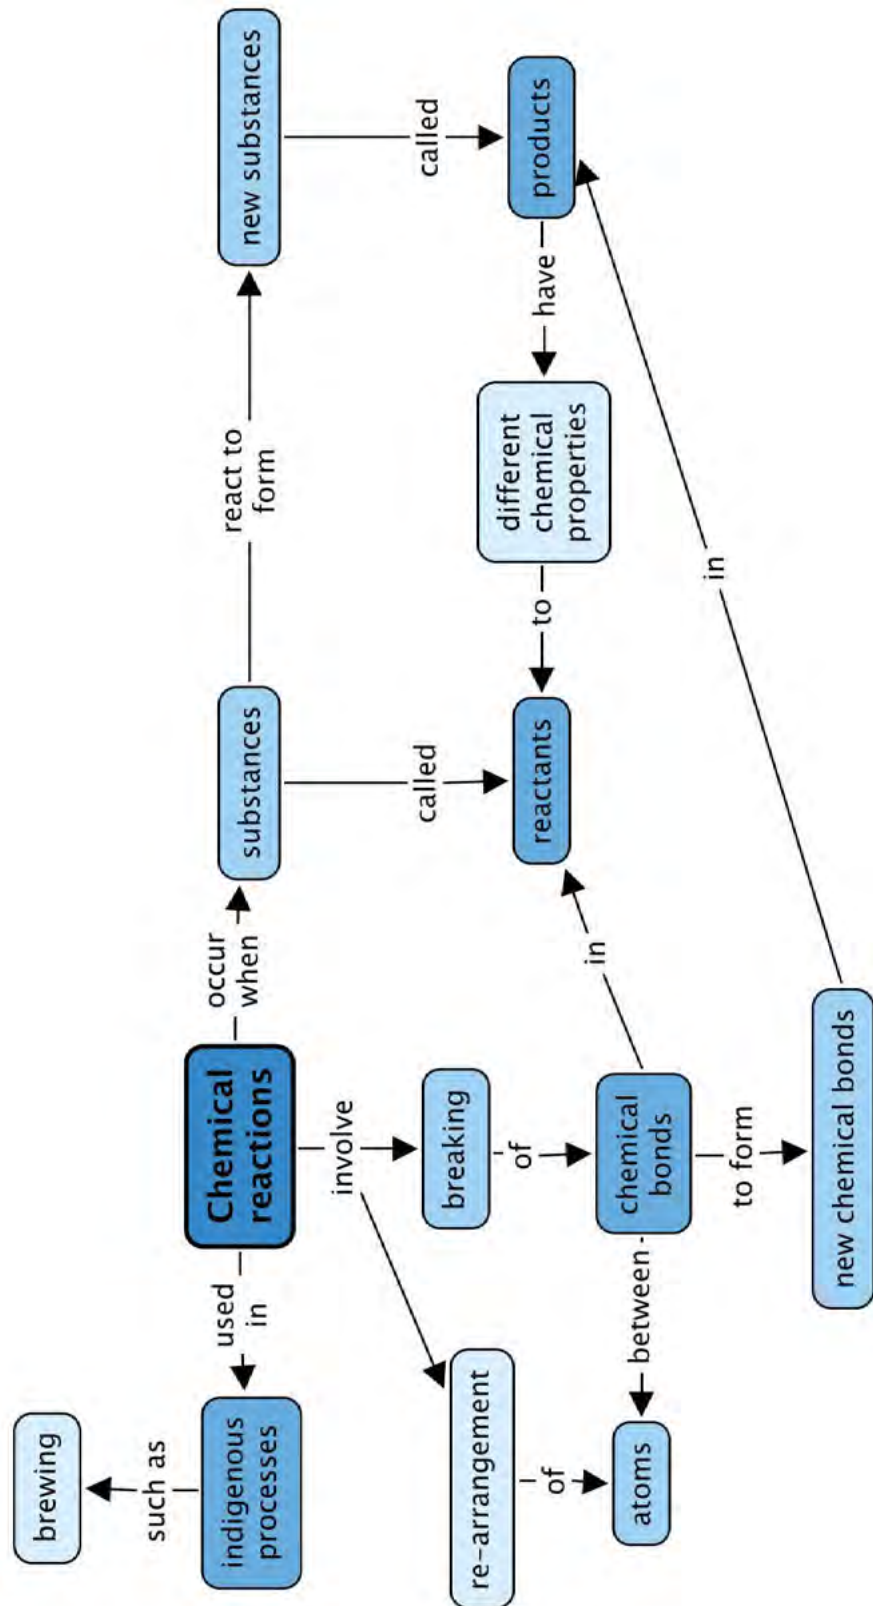 brewing
such as
indigenous
processes
used
in
Chemical
reactions
occur
when
substances
react to
form
new substances
called
called
products
have
different
chemical
properties
to
reactants
involve
breaking
of
chemical
bonds
in
re-arrangement
of
atoms
between
to form
new chemical bonds
in